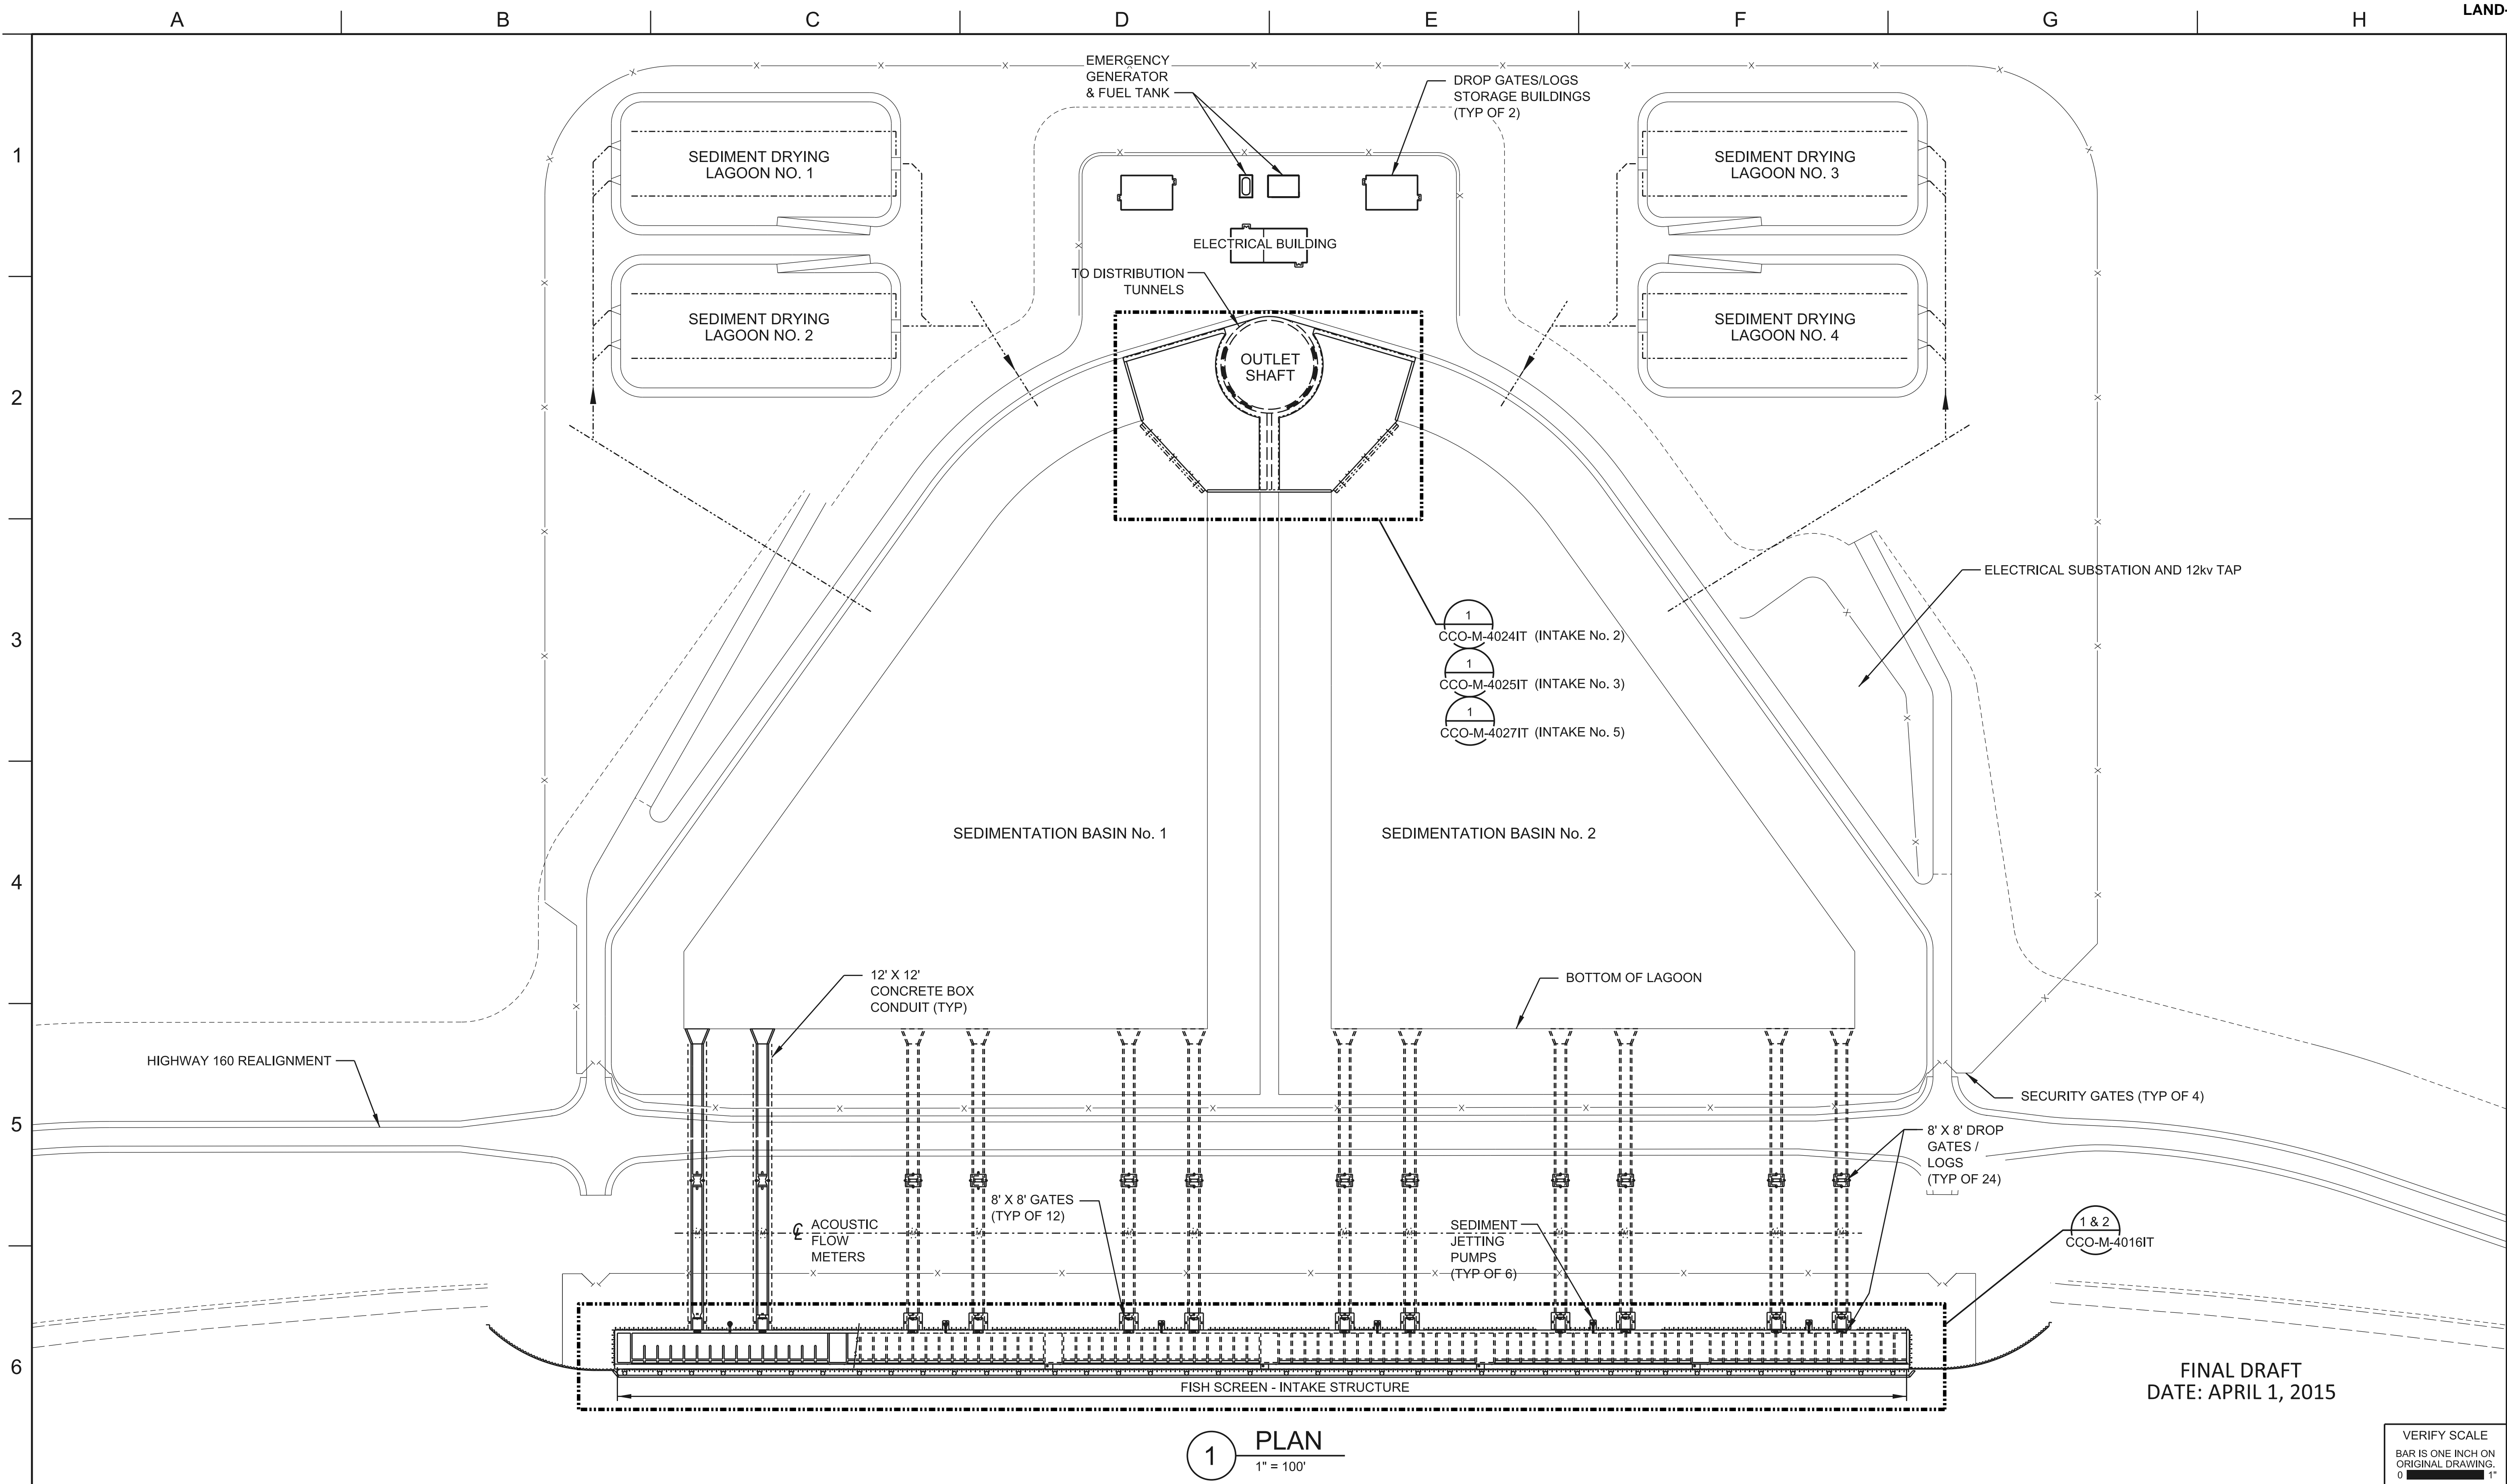 A B C D E F G H
LAND-
EMERGENCY
GENERATOR
& FUEL TANK
DROP GATES/LOGS
STORAGE BUILDINGS
(TYP OF 2)
1
SEDIMENT DRYING
LAGOON NO. 1
SEDIMENT DRYING
LAGOON NO. 3
ELECTRICAL BUILDING
TO DISTRIBUTION
TUNNELS
SEDIMENT DRYING
LAGOON NO. 2
SEDIMENT DRYING
LAGOON NO. 4
OUTLET
SHAFT
2
ELECTRICAL SUBSTATION AND 12kv TAP
3
1
CCO-M-4024IT (INTAKE No. 2)
1
CCO-M-4025IT (INTAKE No. 3)
1
CCO-M-4027IT (INTAKE No. 5)
SEDIMENTATION BASIN No. 1
SEDIMENTATION BASIN No. 2
4
12' X 12'
CONCRETE BOX
CONDUIT (TYP)
BOTTOM OF LAGOON
HIGHWAY 160 REALIGNMENT
SECURITY GATES (TYP OF 4)
5
8' X 8' DROP
GATES /
LOGS
(TYP OF 24)
8' X 8' GATES
(TYP OF 12)
℄ ACOUSTIC
FLOW
METERS
SEDIMENT
JETTING
PUMPS
(TYP OF 6)
1 & 2
CCO-M-4016IT
6
FISH SCREEN - INTAKE STRUCTURE
FINAL DRAFT
DATE: APRIL 1, 2015
1 PLAN
1" = 100'
VERIFY SCALE
BAR IS ONE INCH ON
ORIGINAL DRAWING.
0 1"